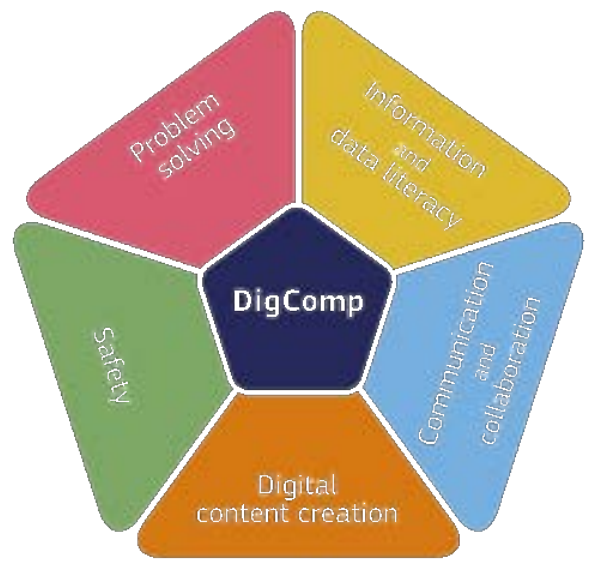 Problem
solving
Information
and
data literacy
DigComp
Communication
and
collaboration
Safety
Digital
content creation